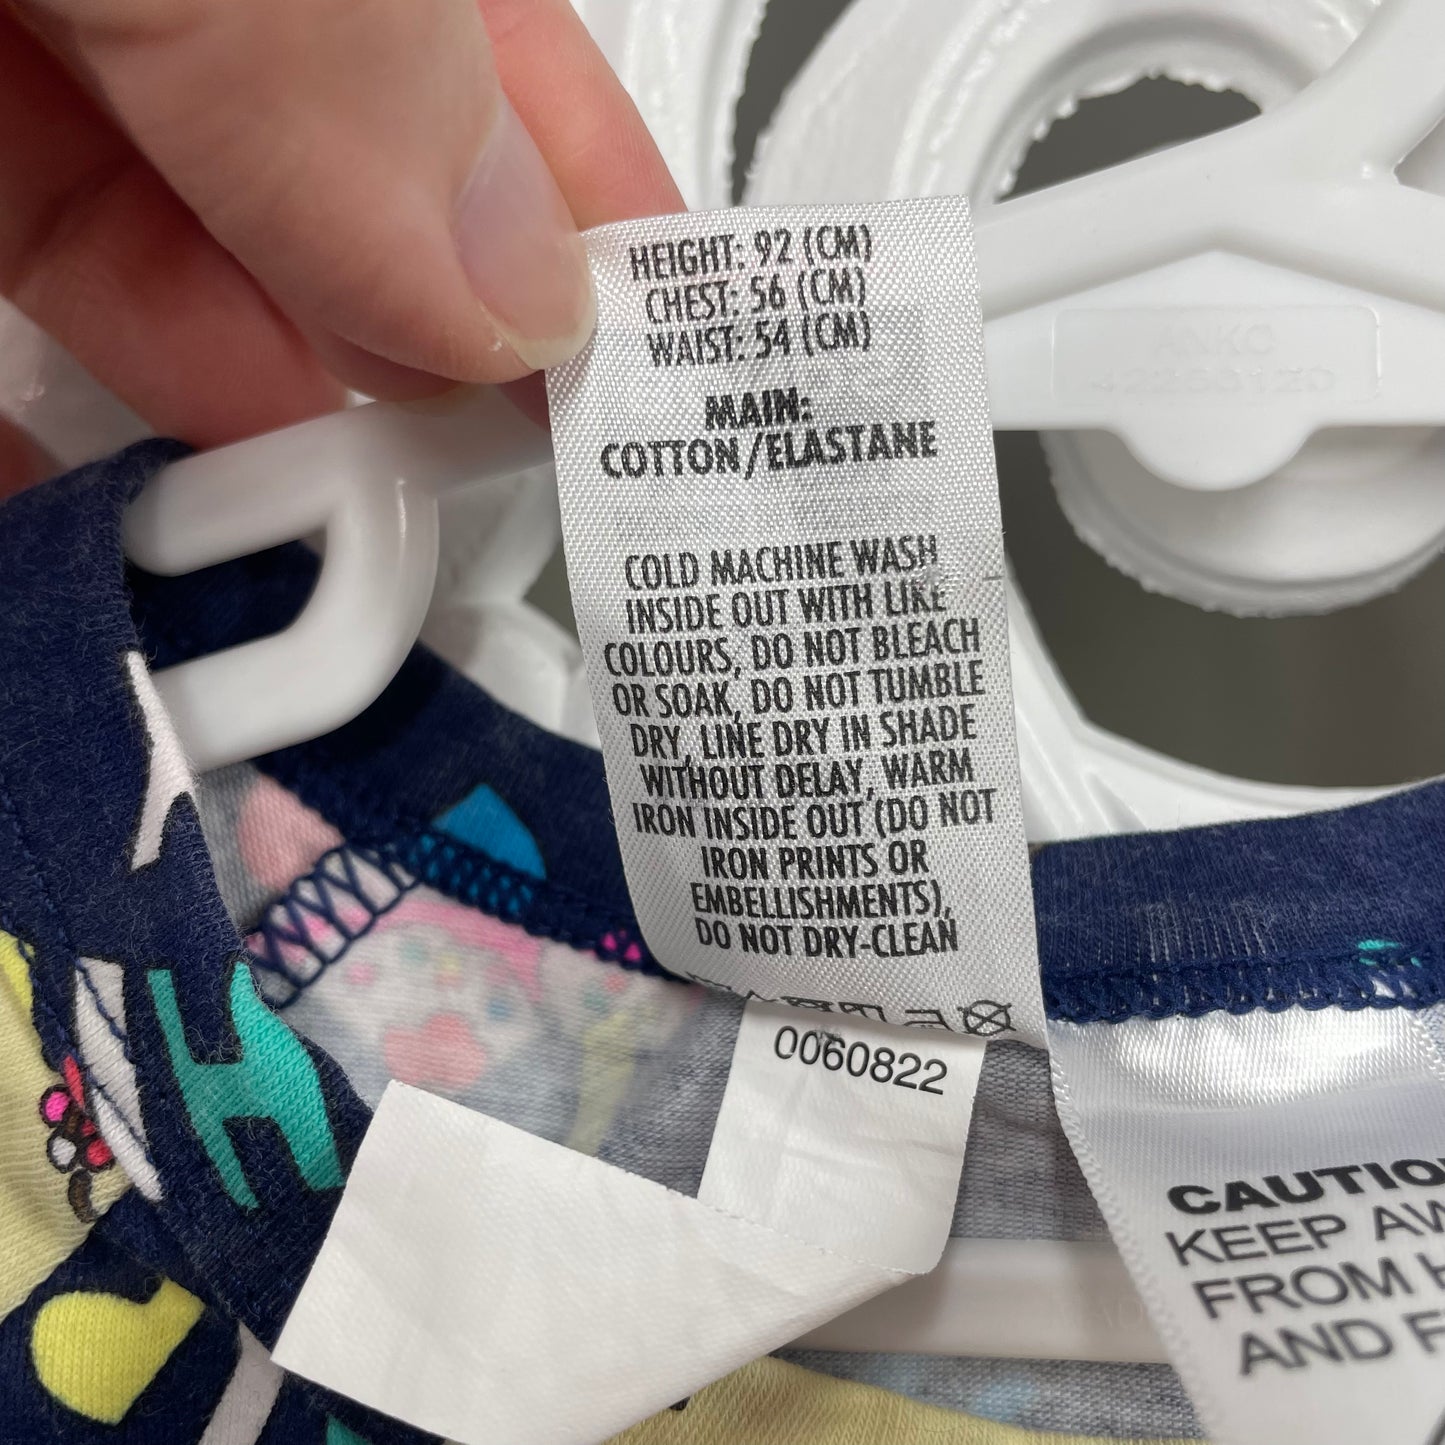 HEIGHT: 92 (CM)
CHEST: 56 (CM)
WAIST: 54 (CM)
MAIN:
COTTON/ELASTANE
COLD MACHINE WASH
INSIDE OUT WITH LIKE
COLOURS, DO NOT BLEACH
OR SOAK, DO NOT TUMBLE
DRY, LINE DRY IN SHADE
WITHOUT DELAY, WARM
IRON INSIDE OUT (DO NOT
IRON PRINTS OR
EMBELLISHMENTS),
DO NOT DRY-CLEAN
0060822
ANKO
CAUTIO
KEEP AW
FROM H
AND F